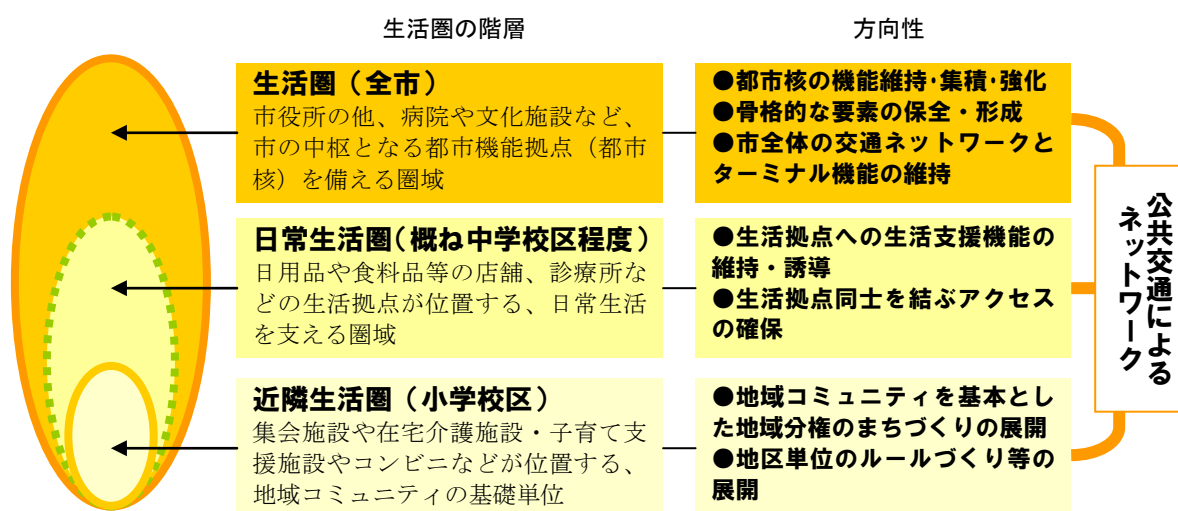 生活圏の階層
方向性
生活圏（全市）
市役所の他、病院や文化施設など、
市の中枢となる都市機能拠点（都市
核）を備える圏域
●都市核の機能維持・集積・強化
●骨格的な要素の保全・形成
●市全体の交通ネットワークと
ターミナル機能の維持
日常生活圏（概ね中学校区程度）
日用品や食料品等の店舗、診療所な
どの生活拠点が位置する、日常生活
を支える圏域
●生活拠点への生活支援機能の
維持・誘導
●生活拠点同士を結ぶアクセス
の確保
近隣生活圏（小学校区）
集会施設や在宅介護施設・子育て支
援施設やコンビニなどが位置する、
地域コミュニティの基礎単位
●地域コミュニティを基本とし
た地域分権のまちづくりの展開
●地区単位のルールづくり等の
展開
公共交通による
ネットワーク